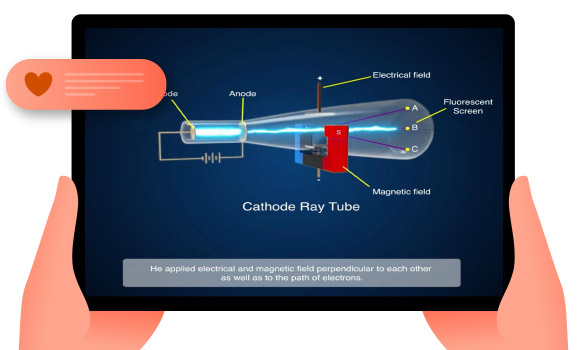 +
Electrical field
ode
Anode
A
Fluorescent
Screen
B
S
C
Magnetic field
-
Cathode Ray Tube
He applied electrical and magnetic field perpendicular to each other
as well as to the path of electrons.